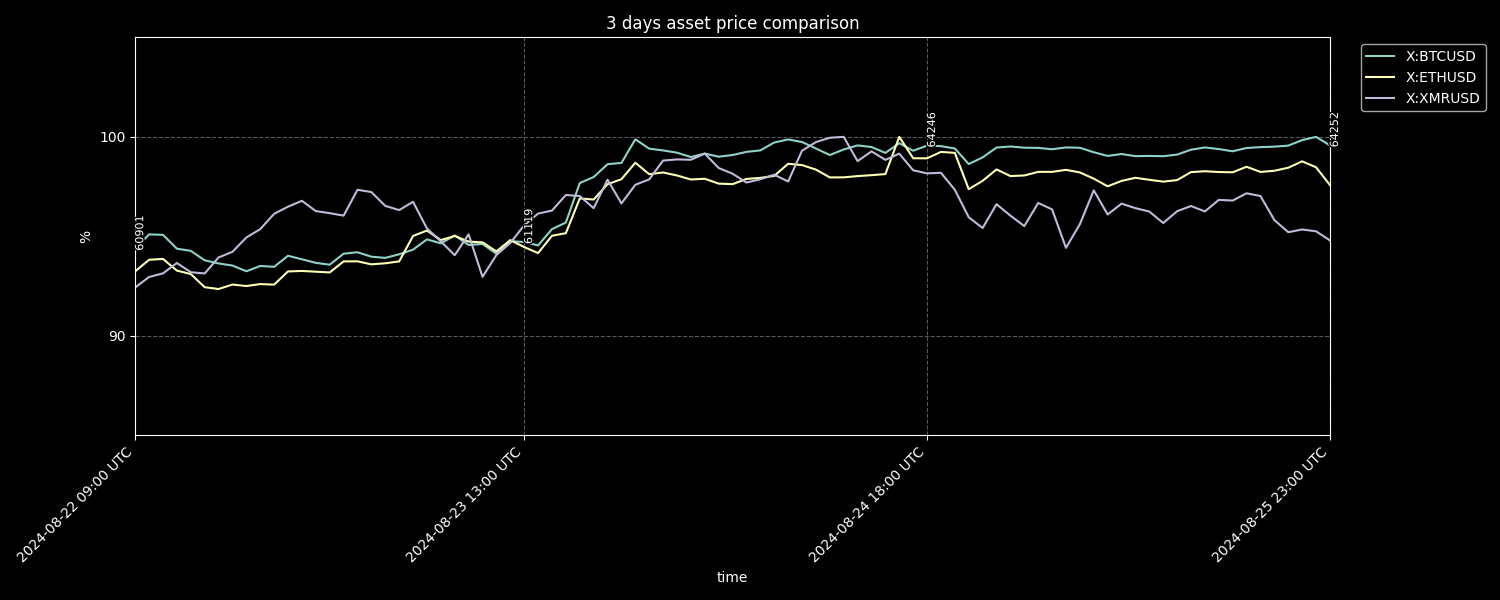 3 days asset price comparison
X:BTCUSD
X:ETHUSD
X:XMRUSD
100
90
%
60901
61119
64246
64252
2024-08-22 09:00 UTC
2024-08-23 13:00 UTC
2024-08-24 18:00 UTC
2024-08-25 23:00 UTC
time